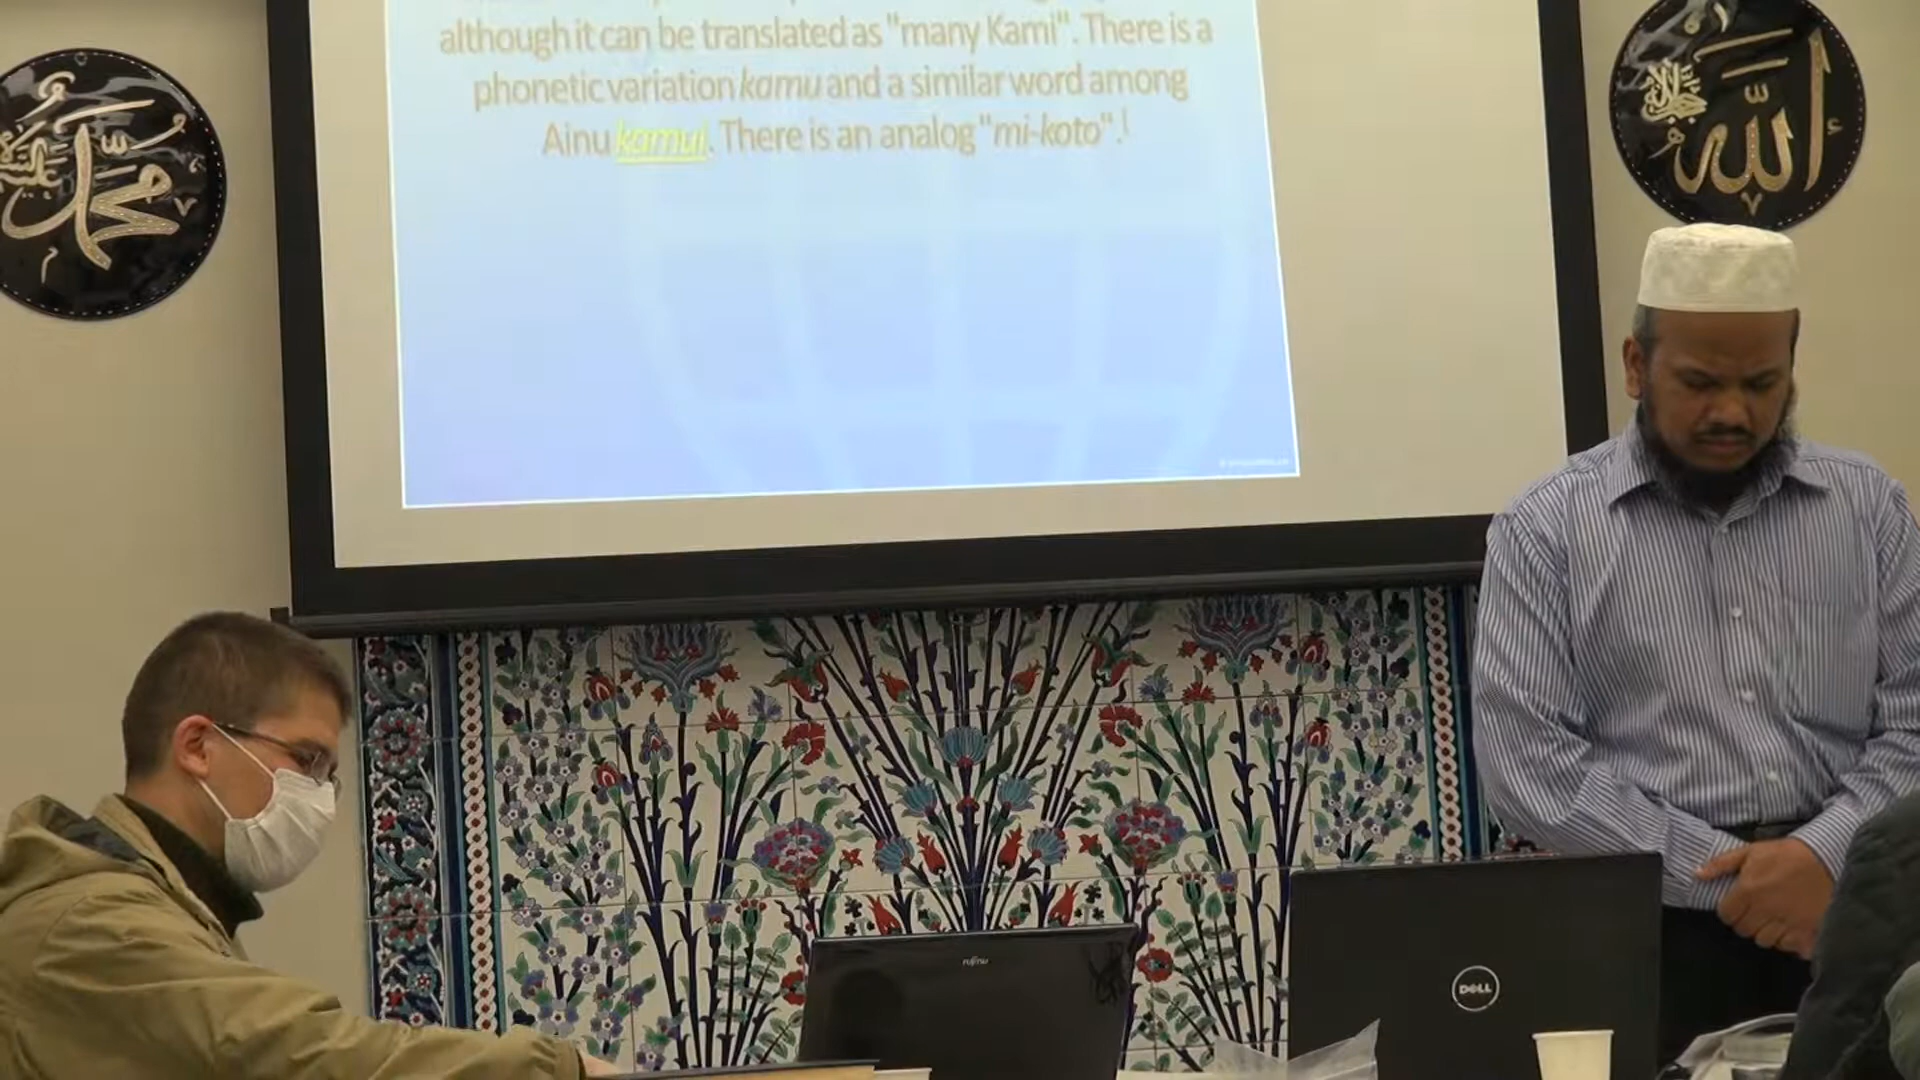 although it can be translated as "many Kami". There is a
phonetic variation kamu and a similar word among
Ainu kamui. There is an analog "mi-koto".
محمد
الله
FUJITSU
DELL